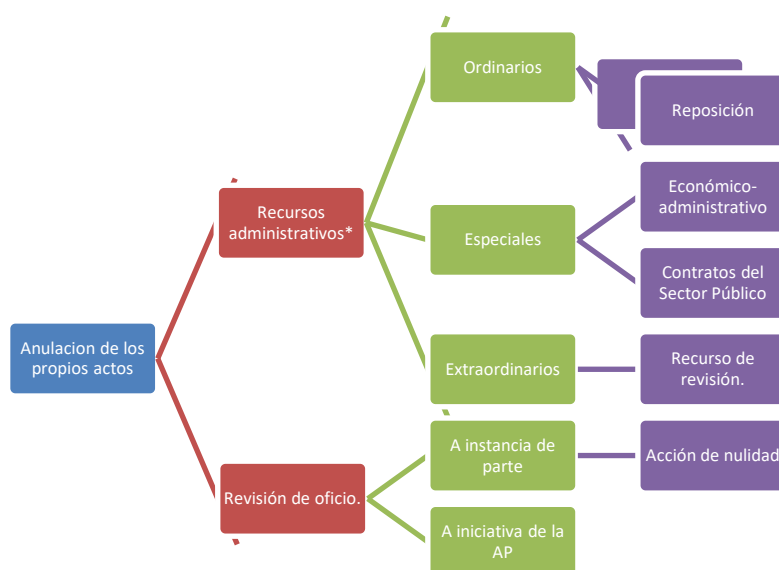 Ordinarios
Reposición
Recursos
administrativos*
Especiales
Económico-
administrativo
Contratos del
Sector Público
Anulacion de los
propios actos
Extraordinarios
Recurso de
revisión.
Revisión de oficio.
A instancia de
parte
Acción de nulidad
A iniciativa de la
AP